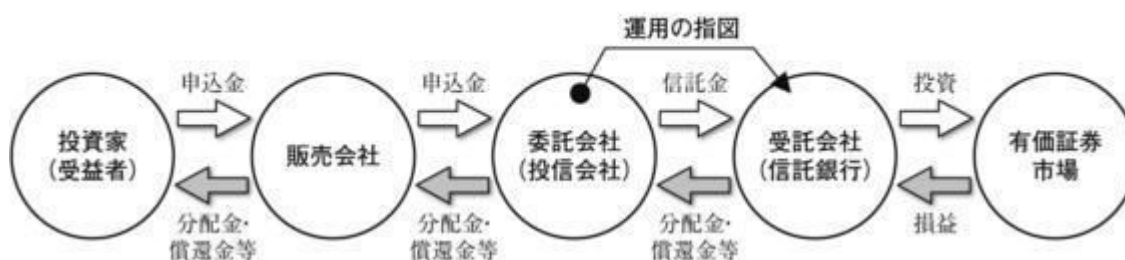 運用の指図
申込金
申込金
信託金
投資
投資家
(受益者)
販売会社
委託会社
(投信会社)
受託会社
(信託銀行)
有価証券
市場
分配金・
償還金等
分配金・
償還金等
分配金・
償還金等
損益